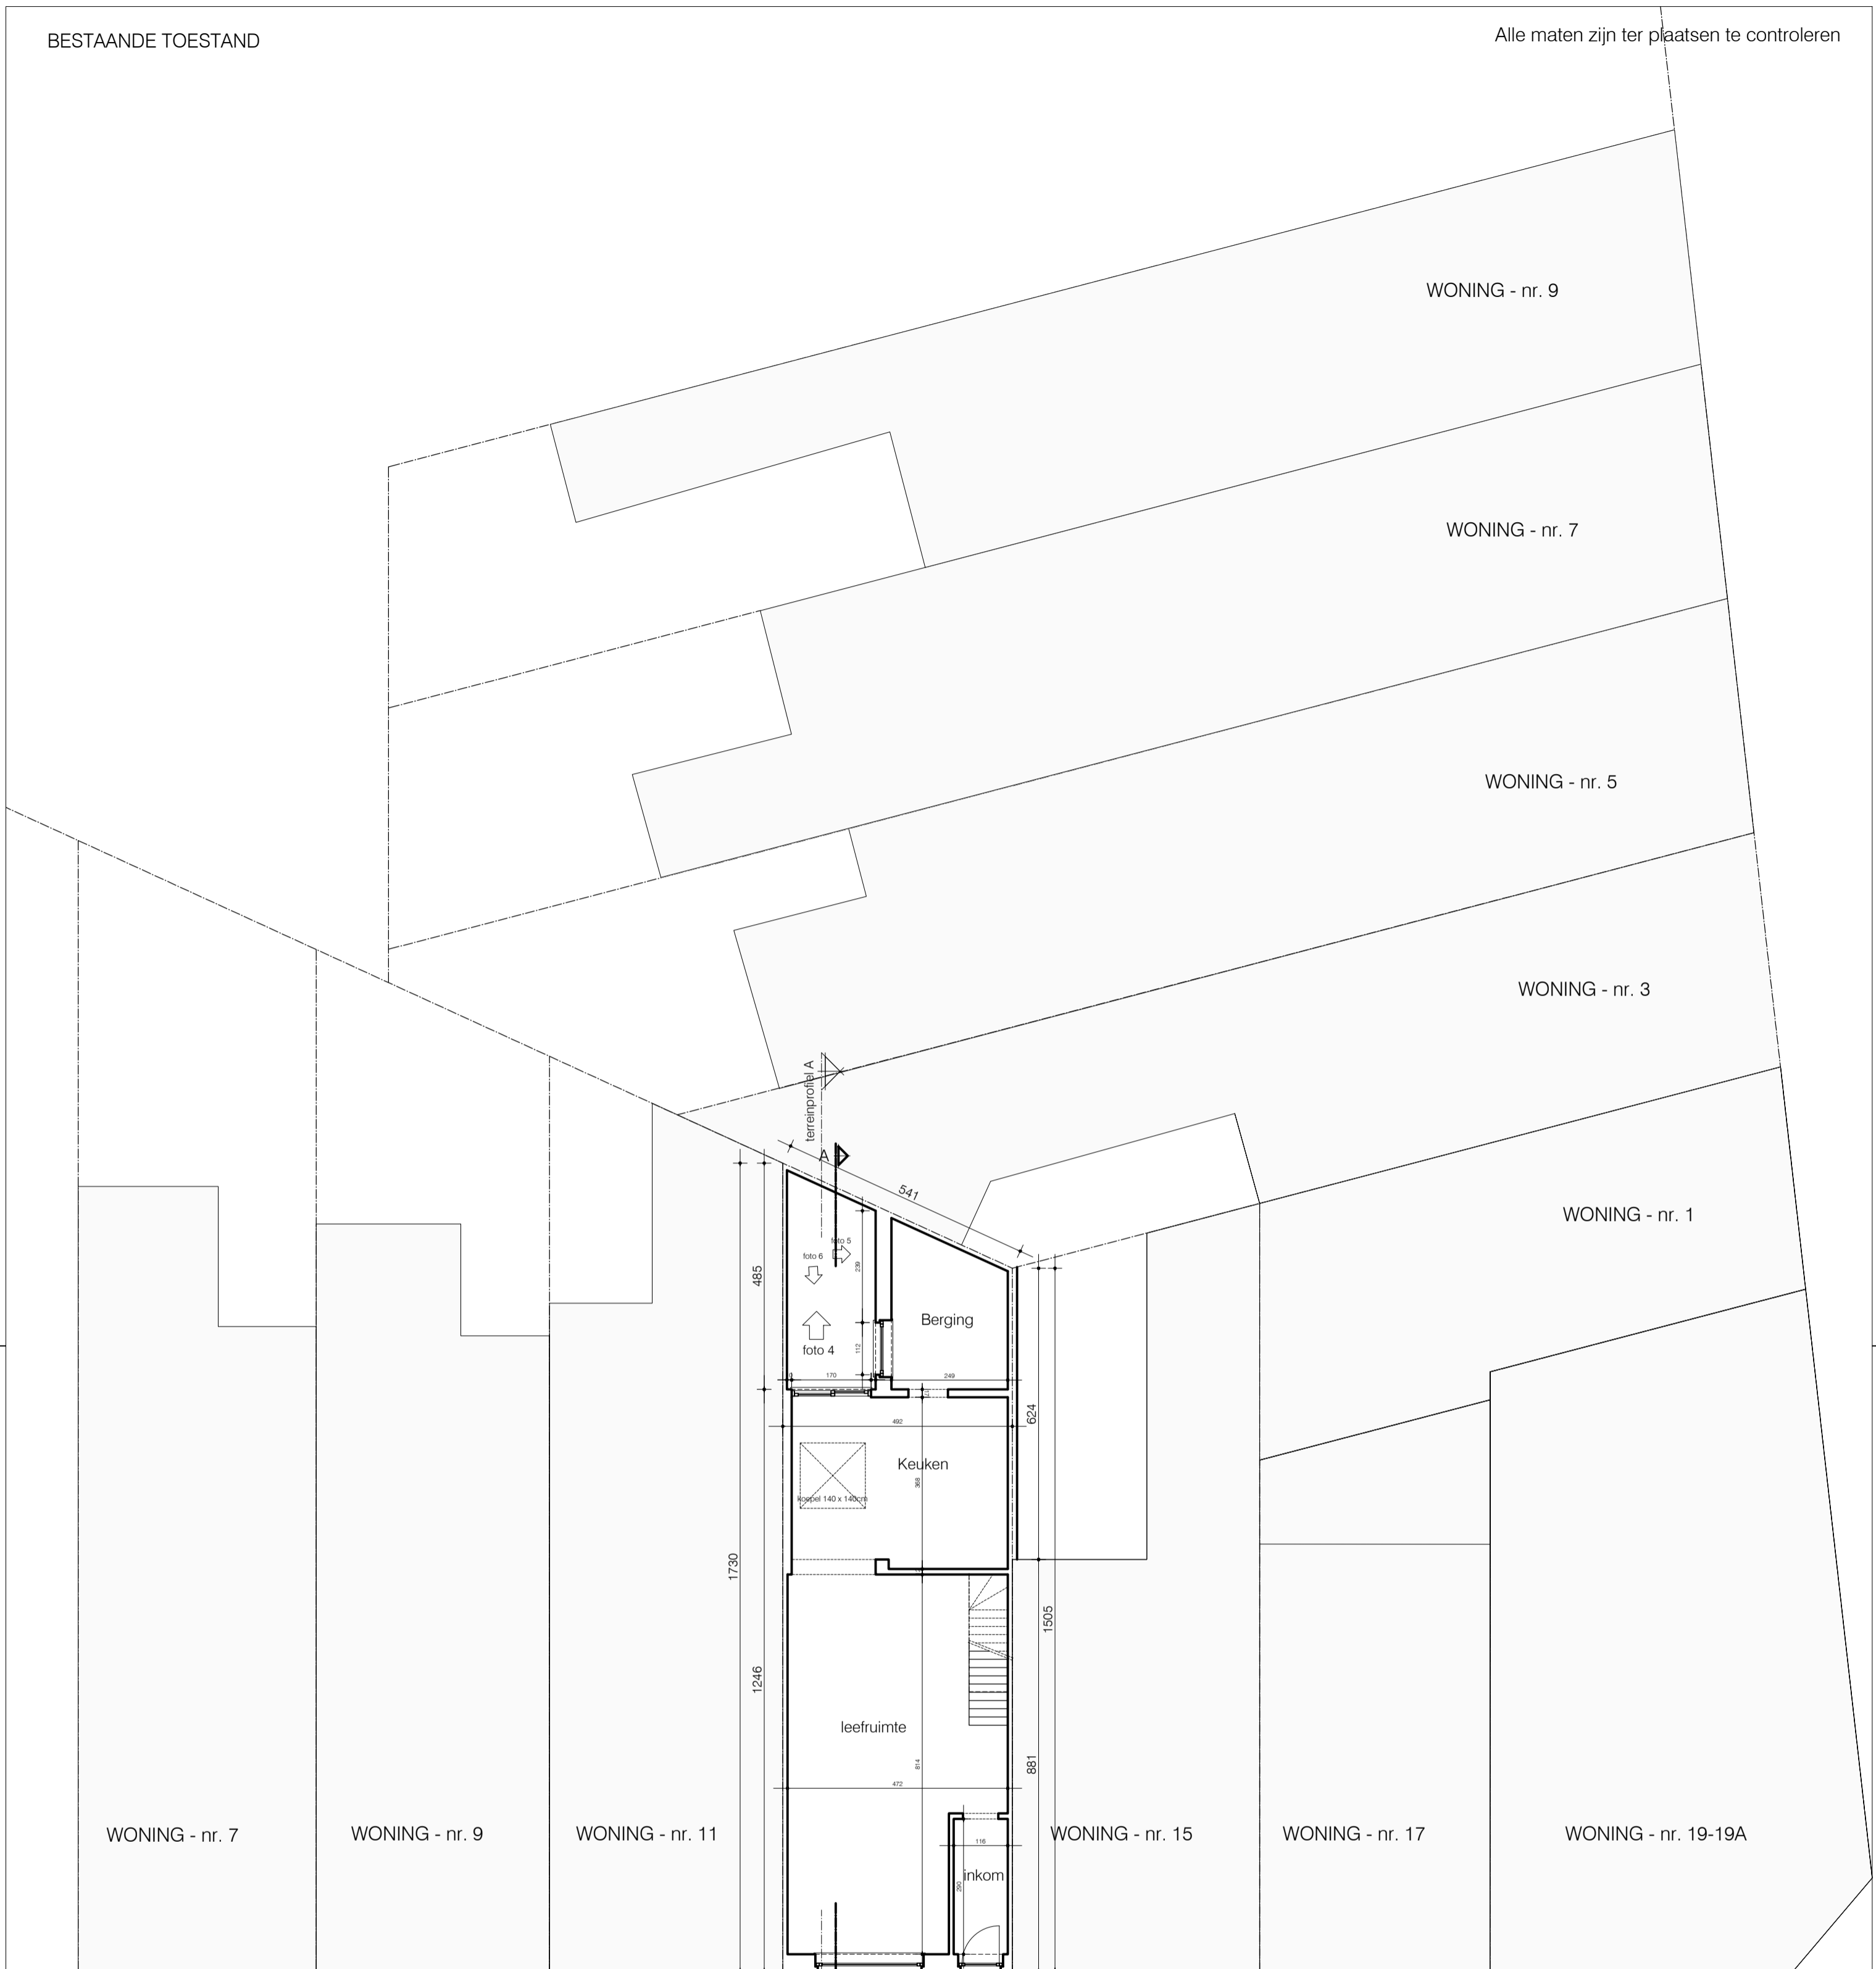 BESTAANDE TOESTAND
Alle maten zijn ter plaatsen te controleren
WONING - nr. 9
WONING - nr. 7
WONING - nr. 5
WONING - nr. 3
WONING - nr. 1
terreinprofiel A
A
541
foto 5
foto 6
239
485
foto 4
112
Berging
170
249
492
624
Keuken
368
koepel 140 x 140cm
1730
1505
1246
leefruimte
814
881
472
WONING - nr. 7
WONING - nr. 9
WONING - nr. 11
WONING - nr. 15
WONING - nr. 17
WONING - nr. 19-19A
116
inkom
290